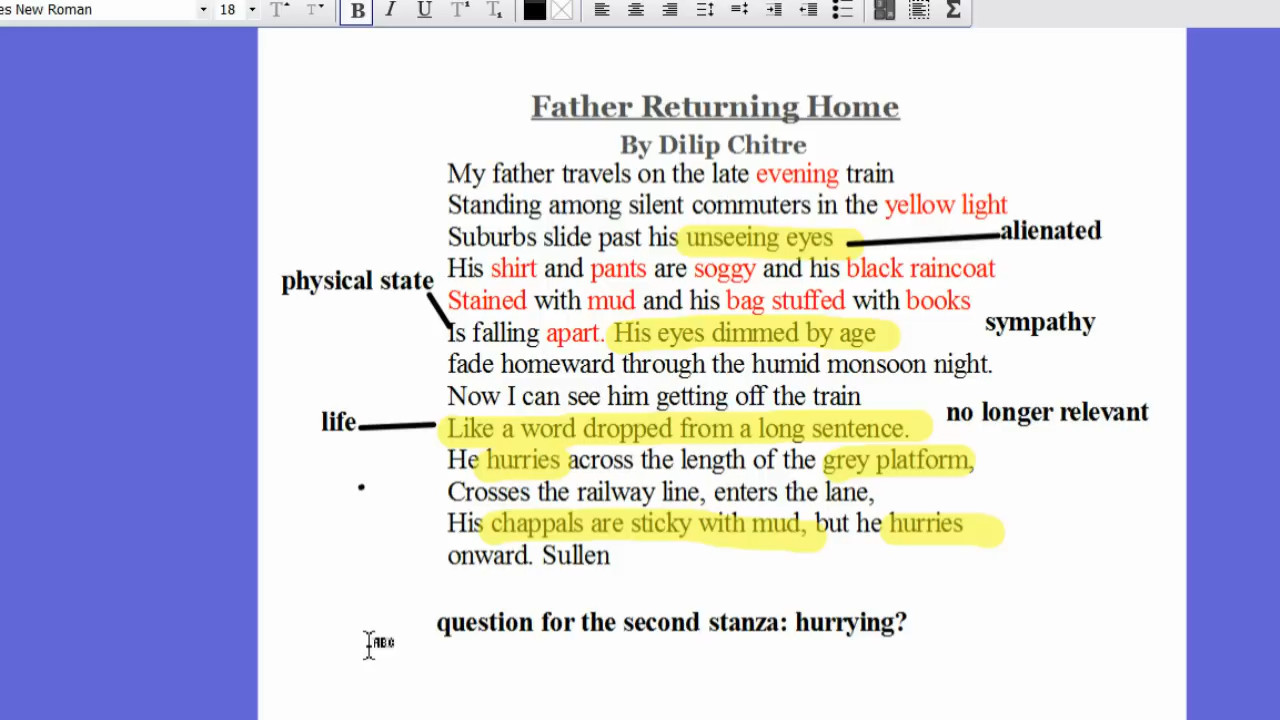 es New Roman 18 T T B I U T¹ T₁ Σ
Father Returning Home
By Dilip Chitre
My father travels on the late evening train
Standing among silent commuters in the yellow light
Suburbs slide past his unseeing eyes
alienated
His shirt and pants are soggy and his black raincoat
physical state
Stained with mud and his bag stuffed with books
Is falling apart. His eyes dimmed by age
sympathy
fade homeward through the humid monsoon night.
Now I can see him getting off the train
no longer relevant
life
Like a word dropped from a long sentence.
He hurries across the length of the grey platform,
Crosses the railway line, enters the lane,
His chappals are sticky with mud, but he hurries
onward. Sullen
question for the second stanza: hurrying?
ABC